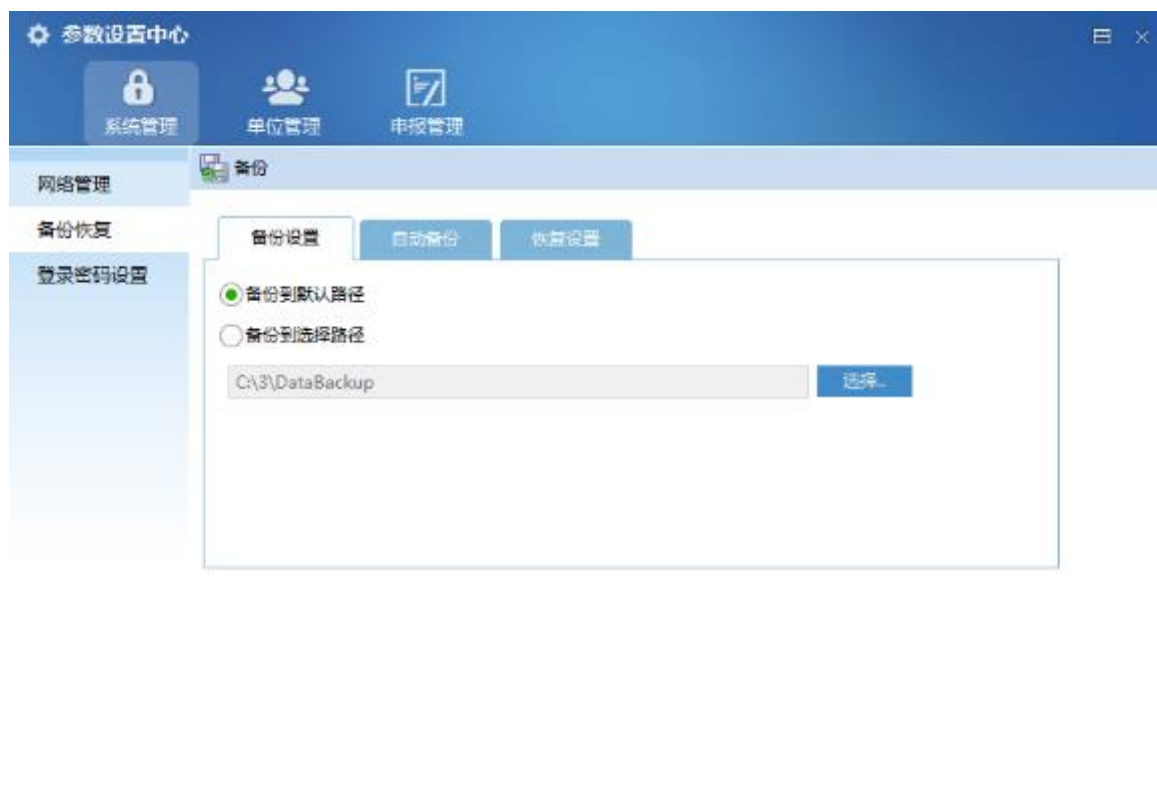 参数设置中心
系统管理
单位管理
申报管理
网络管理
备份恢复
登录密码设置
备份
备份设置
自动备份
恢复设置
备份到默认路径
备份到选择路径
C:\3\DataBackup
选择..